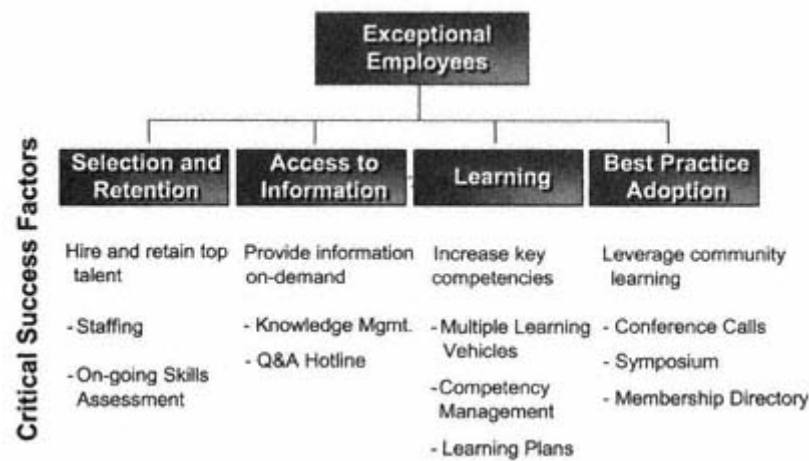 Exceptional
Employees
Critical Success Factors
Selection and
Retention
Hire and retain top
talent
- Staffing
- On-going Skills
Assessment
Access to
Information
Provide information
on-demand
- Knowledge Mgmt.
- Q&A Hotline
Learning
Increase key
competencies
- Multiple Learning
Vehicles
- Competency
Management
- Learning Plans
Best Practice
Adoption
Leverage community
learning
- Conference Calls
- Symposium
- Membership Directory